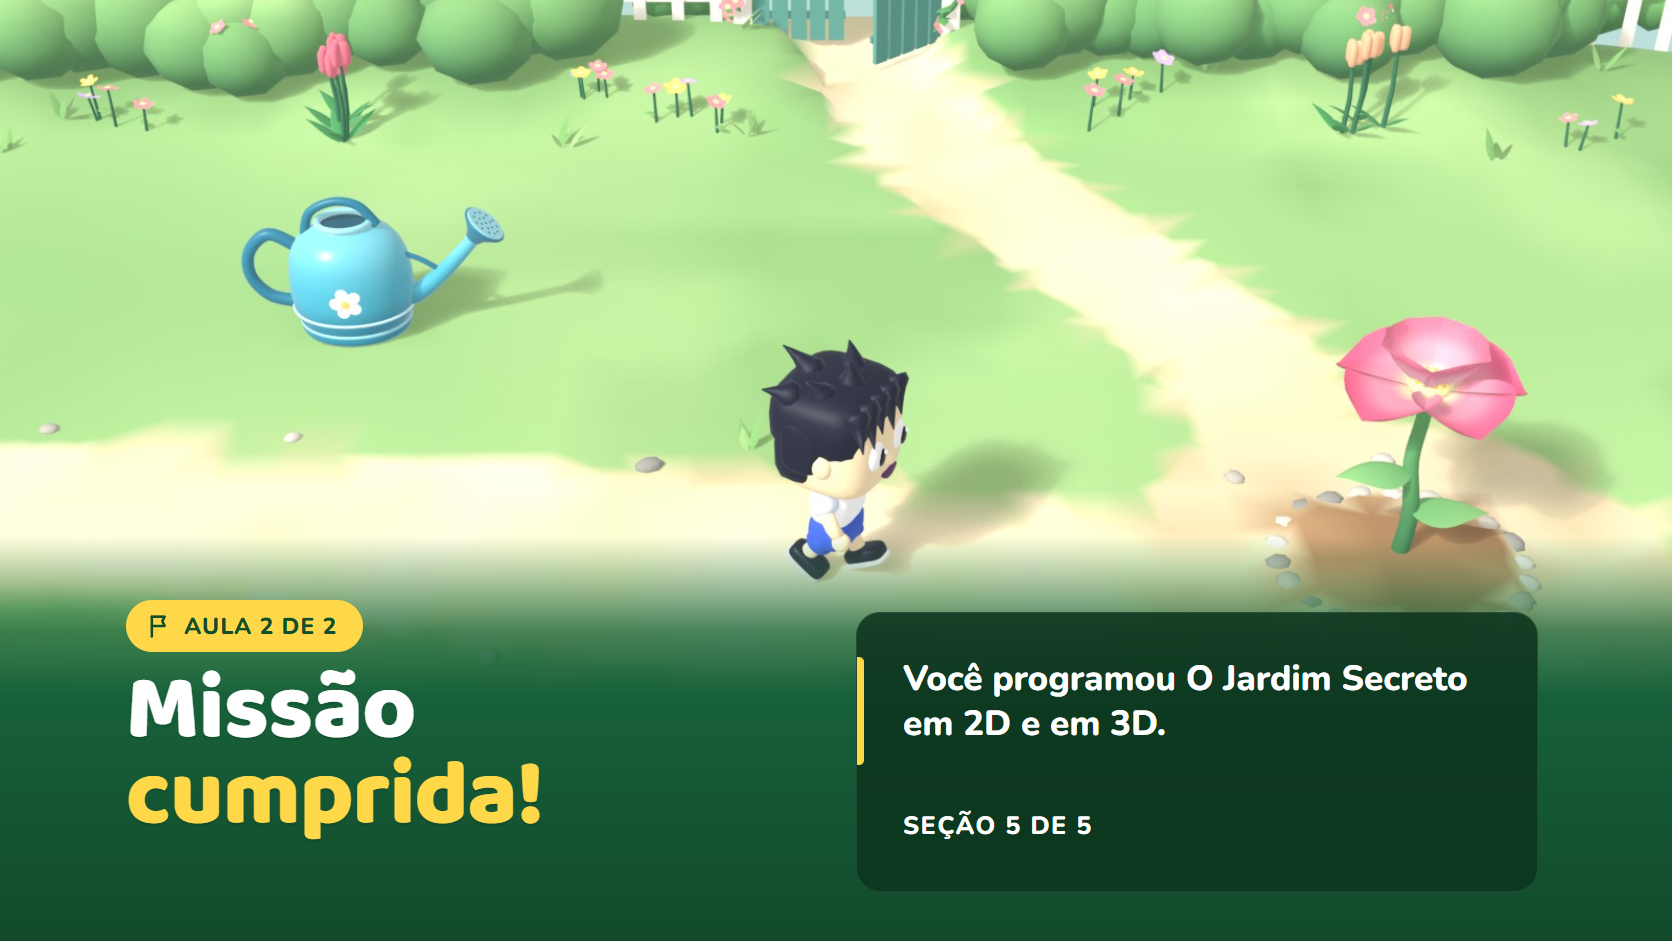 AULA 2 DE 2
Missão
cumprida!
Você programou O Jardim Secreto
em 2D e em 3D.
SEÇÃO 5 DE 5